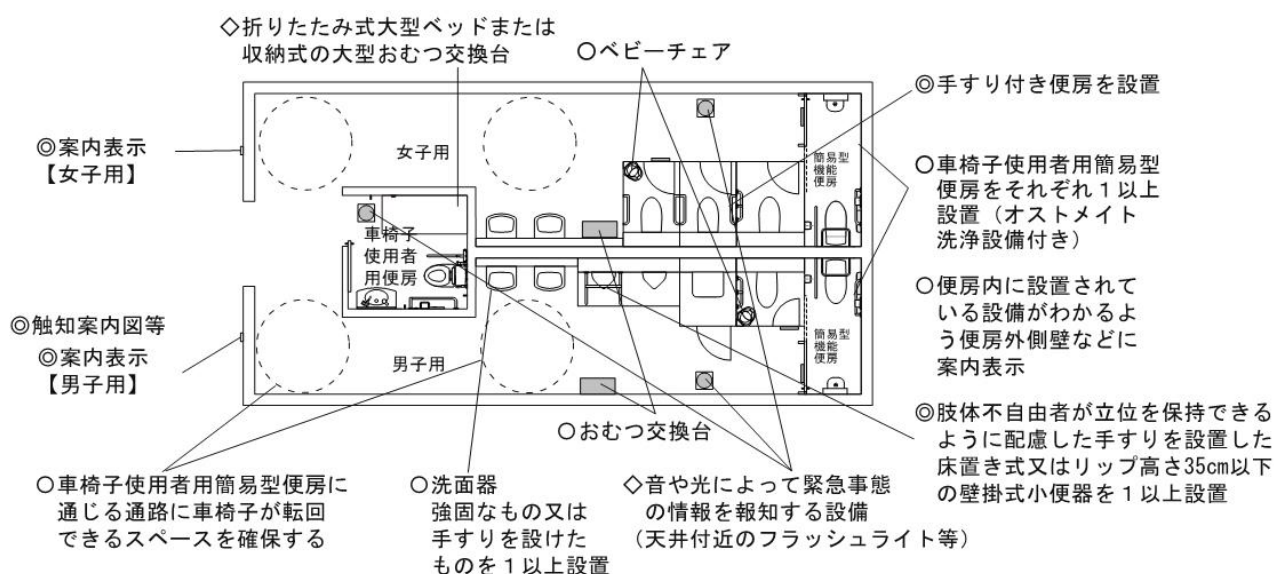 ◇折りたたみ式大型ベッドまたは
収納式の大型おむつ交換台
○ベビーチェア
◎手すり付き便房を設置
◎案内表示
【女子用】
女子用
簡易型
機能
便房
○車椅子使用者用簡易型
便房をそれぞれ1以上
設置（オストメイト
洗浄設備付き）
車椅子
使用者
用便房
○便房内に設置されて
いる設備がわかるよ
う便房外側壁などに
案内表示
◎触知案内図等
◎案内表示
【男子用】
男子用
簡易型
機能
便房
◎肢体不自由者が立位を保持できる
ように配慮した手すりを設置した
床置き式又はリップ高さ35cm以下
の壁掛式小便器を1以上設置
○おむつ交換台
○車椅子使用者用簡易型便房に
通じる通路に車椅子が転回
できるスペースを確保する
○洗面器
強固なもの又は
手すりを設けた
ものを1以上設置
◇音や光によって緊急事態
の情報を報知する設備
（天井付近のフラッシュライト等）